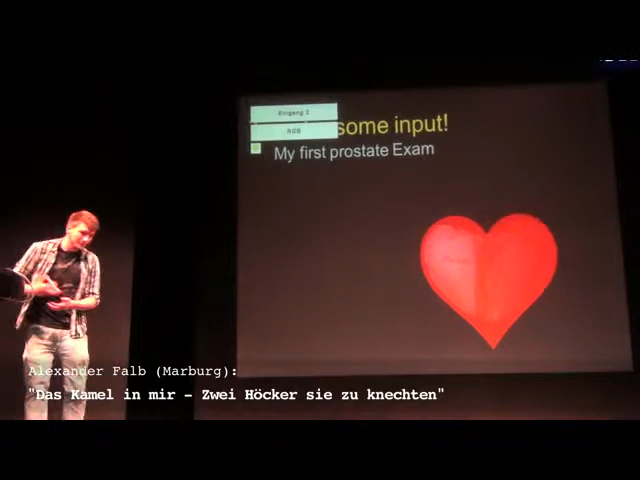 Eingang 2
RGB
some input!
My first prostate Exam
Alexander Falb (Marburg):
"Das Kamel in mir - Zwei Höcker sie zu knechten"